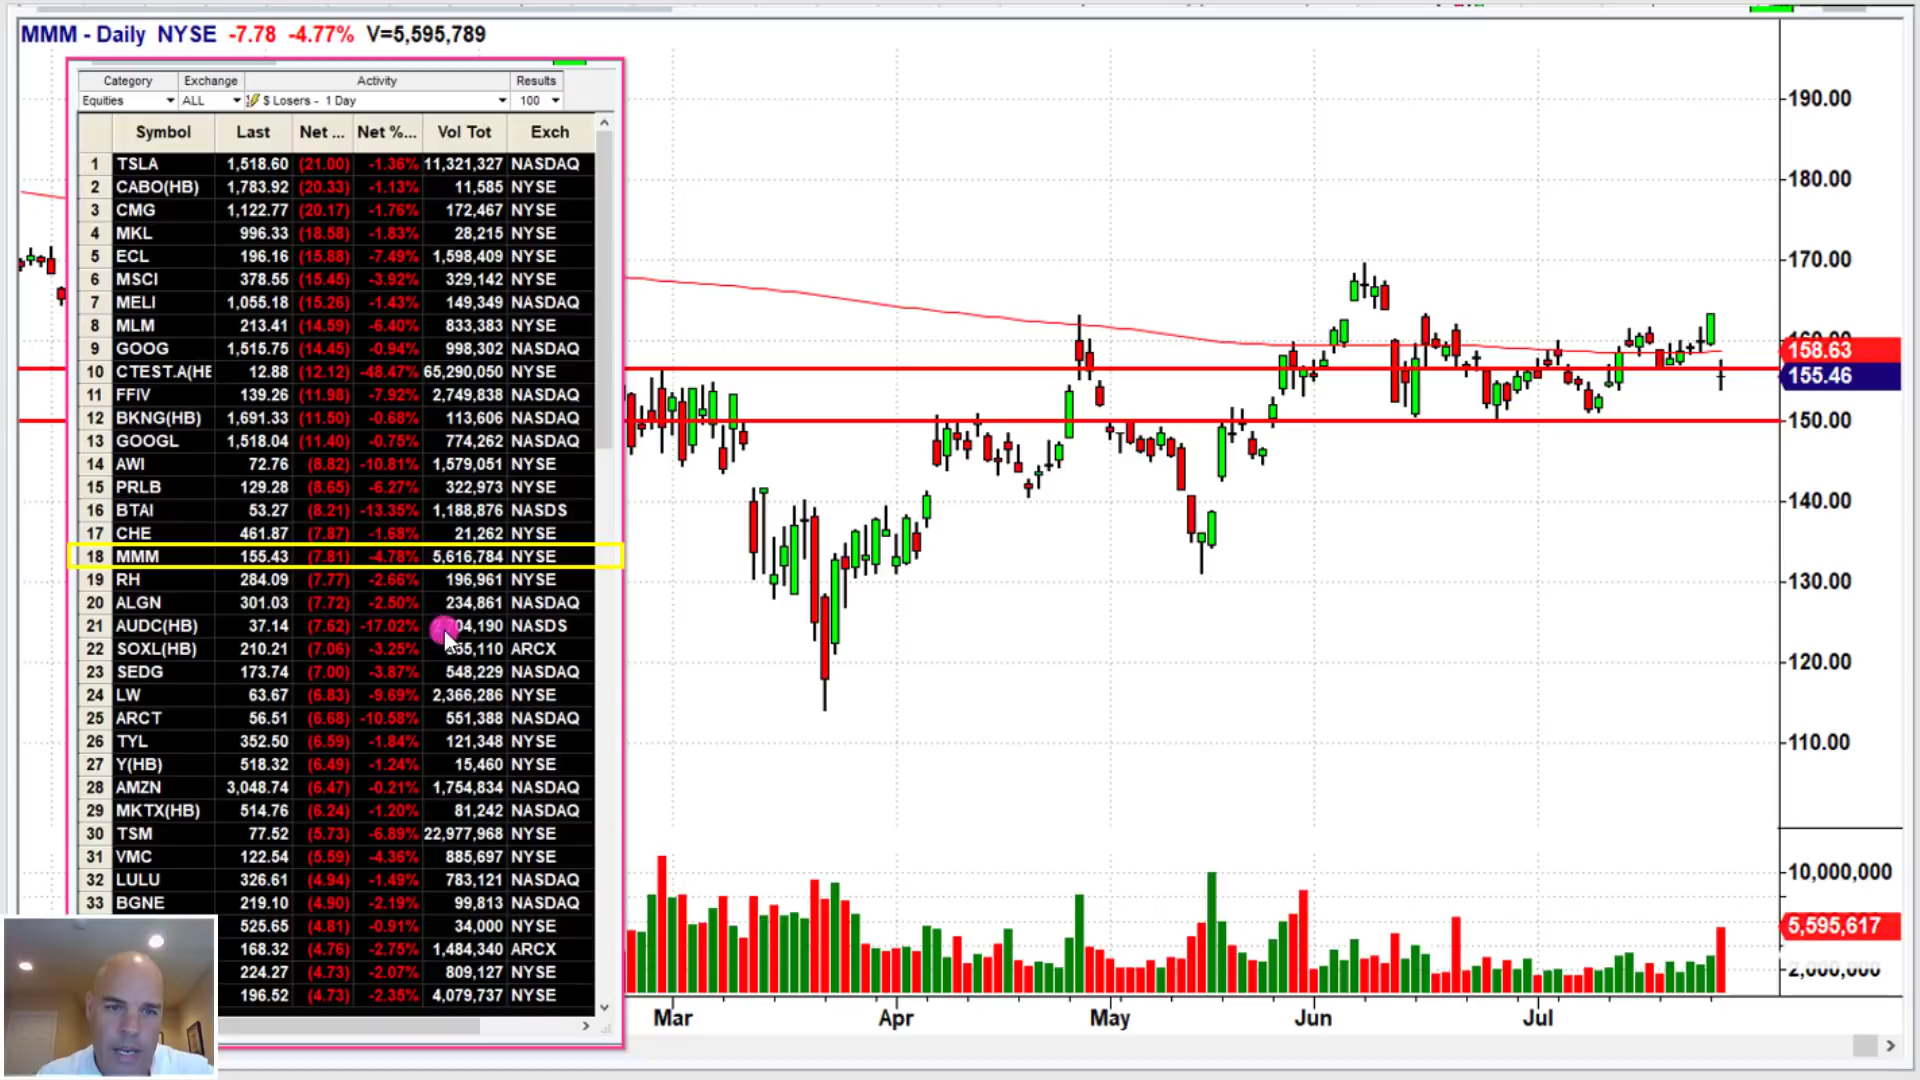 MMM - Daily NYSE -7.78 -4.77% V=5,595,789
Category Exchange Activity Results
Equities ALL $ Losers - 1 Day 100
Symbol Last Net ... Net %... Vol Tot Exch
1 TSLA 1,518.60 (21.00) -1.36% 11,321,327 NASDAQ
2 CABO(HB) 1,783.92 (20.33) -1.13% 11,585 NYSE
3 CMG 1,122.77 (20.17) -1.76% 172,467 NYSE
4 MKL 996.33 (18.58) -1.83% 28,215 NYSE
5 ECL 196.16 (15.88) -7.49% 1,598,409 NYSE
6 MSCI 378.55 (15.45) -3.92% 329,142 NYSE
7 MELI 1,055.18 (15.26) -1.43% 149,349 NASDAQ
8 MLM 213.41 (14.59) -6.40% 833,383 NYSE
9 GOOG 1,515.75 (14.45) -0.94% 998,302 NASDAQ
10 CTEST.A(HE 12.88 (12.12) -48.47% 65,290,050 NYSE
11 FFIV 139.26 (11.98) -7.92% 2,749,838 NASDAQ
12 BKNG(HB) 1,691.33 (11.50) -0.68% 113,606 NASDAQ
13 GOOGL 1,518.04 (11.40) -0.75% 774,262 NASDAQ
14 AWI 72.76 (8.82) -10.81% 1,579,051 NYSE
15 PRLB 129.28 (8.65) -6.27% 322,973 NYSE
16 BTAI 53.27 (8.21) -13.35% 1,188,876 NASDS
17 CHE 461.87 (7.87) -1.68% 21,262 NYSE
18 MMM 155.43 (7.81) -4.78% 5,616,784 NYSE
19 RH 284.09 (7.77) -2.66% 196,961 NYSE
20 ALGN 301.03 (7.72) -2.50% 234,861 NASDAQ
21 AUDC(HB) 37.14 (7.62) -17.02% 04,190 NASDS
22 SOXL(HB) 210.21 (7.06) -3.25% 55,110 ARCX
23 SEDG 173.74 (7.00) -3.87% 548,229 NASDAQ
24 LW 63.67 (6.83) -9.69% 2,366,286 NYSE
25 ARCT 56.51 (6.68) -10.58% 551,388 NASDAQ
26 TYL 352.50 (6.59) -1.84% 121,348 NYSE
27 Y(HB) 518.32 (6.49) -1.24% 15,460 NYSE
28 AMZN 3,048.74 (6.47) -0.21% 1,754,834 NASDAQ
29 MKTX(HB) 514.76 (6.24) -1.20% 81,242 NASDAQ
30 TSM 77.52 (5.73) -6.89% 22,977,968 NYSE
31 VMC 122.54 (5.59) -4.36% 885,697 NYSE
32 LULU 326.61 (4.94) -1.49% 783,121 NASDAQ
33 BGNE 219.10 (4.90) -2.19% 99,813 NASDAQ
525.65 (4.81) -0.91% 34,000 NYSE
168.32 (4.76) -2.75% 1,484,340 ARCX
224.27 (4.73) -2.07% 809,127 NYSE
196.52 (4.73) -2.35% 4,079,737 NYSE
190.00
180.00
170.00
158.63
155.46
150.00
140.00
130.00
120.00
110.00
10,000,000
5,595,617
Mar Apr May Jun Jul